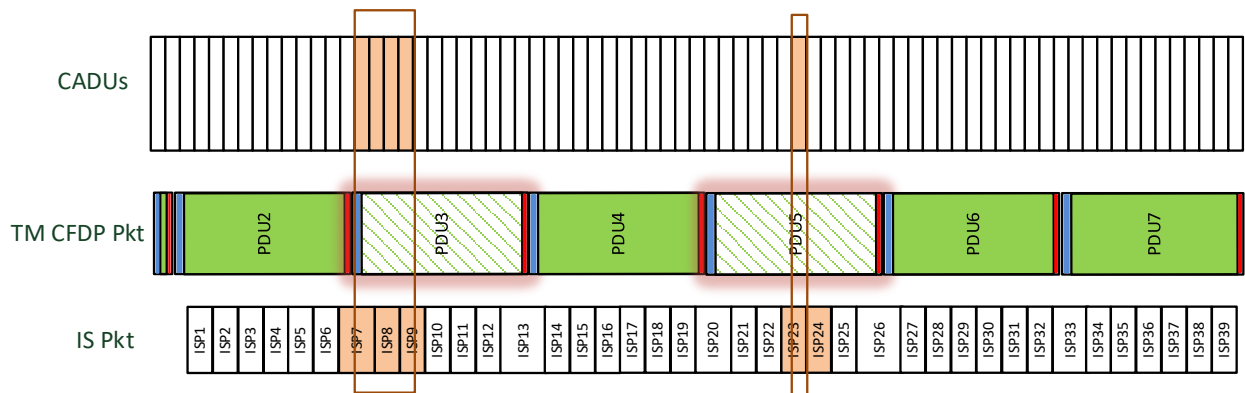 CADUs
TM CFDP Pkt
PDU2
PDU3
PDU4
PDU5
PDU6
PDU7
IS Pkt
ISP1
ISP2
ISP3
ISP4
ISP5
ISP6
ISP7
ISP8
ISP9
ISP10
ISP11
ISP12
ISP13
ISP14
ISP15
ISP16
ISP17
ISP18
ISP19
ISP20
ISP21
ISP22
ISP23
ISP24
ISP25
ISP26
ISP27
ISP28
ISP29
ISP30
ISP31
ISP32
ISP33
ISP34
ISP35
ISP36
ISP37
ISP38
ISP39